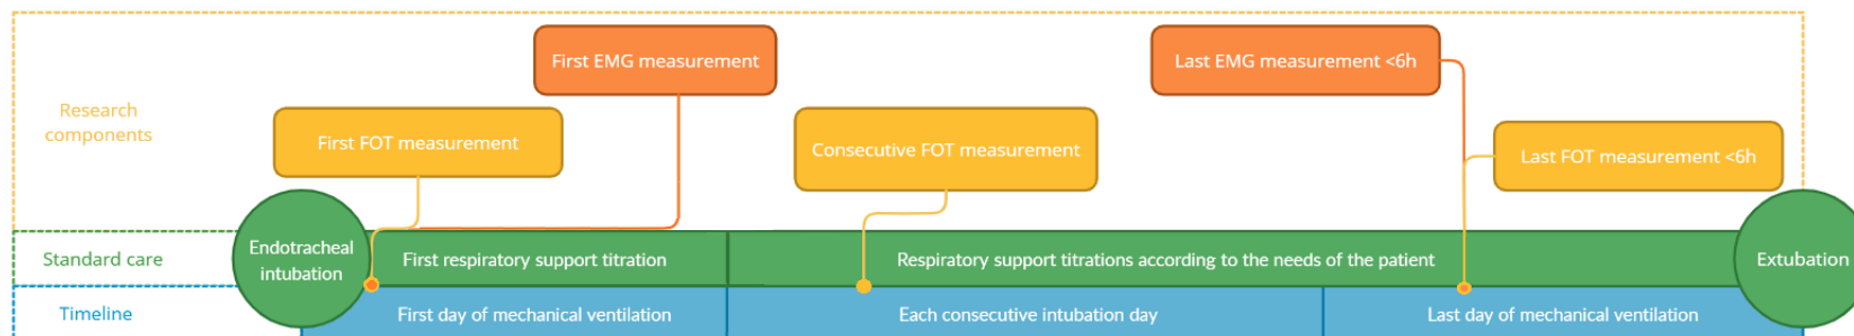 First EMG measurement
Last EMG measurement <6h
Research
components
First FOT measurement
Consecutive FOT measurement
Last FOT measurement <6h
Standard care
Endotracheal
intubation
First respiratory support titration
Respiratory support titrations according to the needs of the patient
Extubation
Timeline
First day of mechanical ventilation
Each consecutive intubation day
Last day of mechanical ventilation